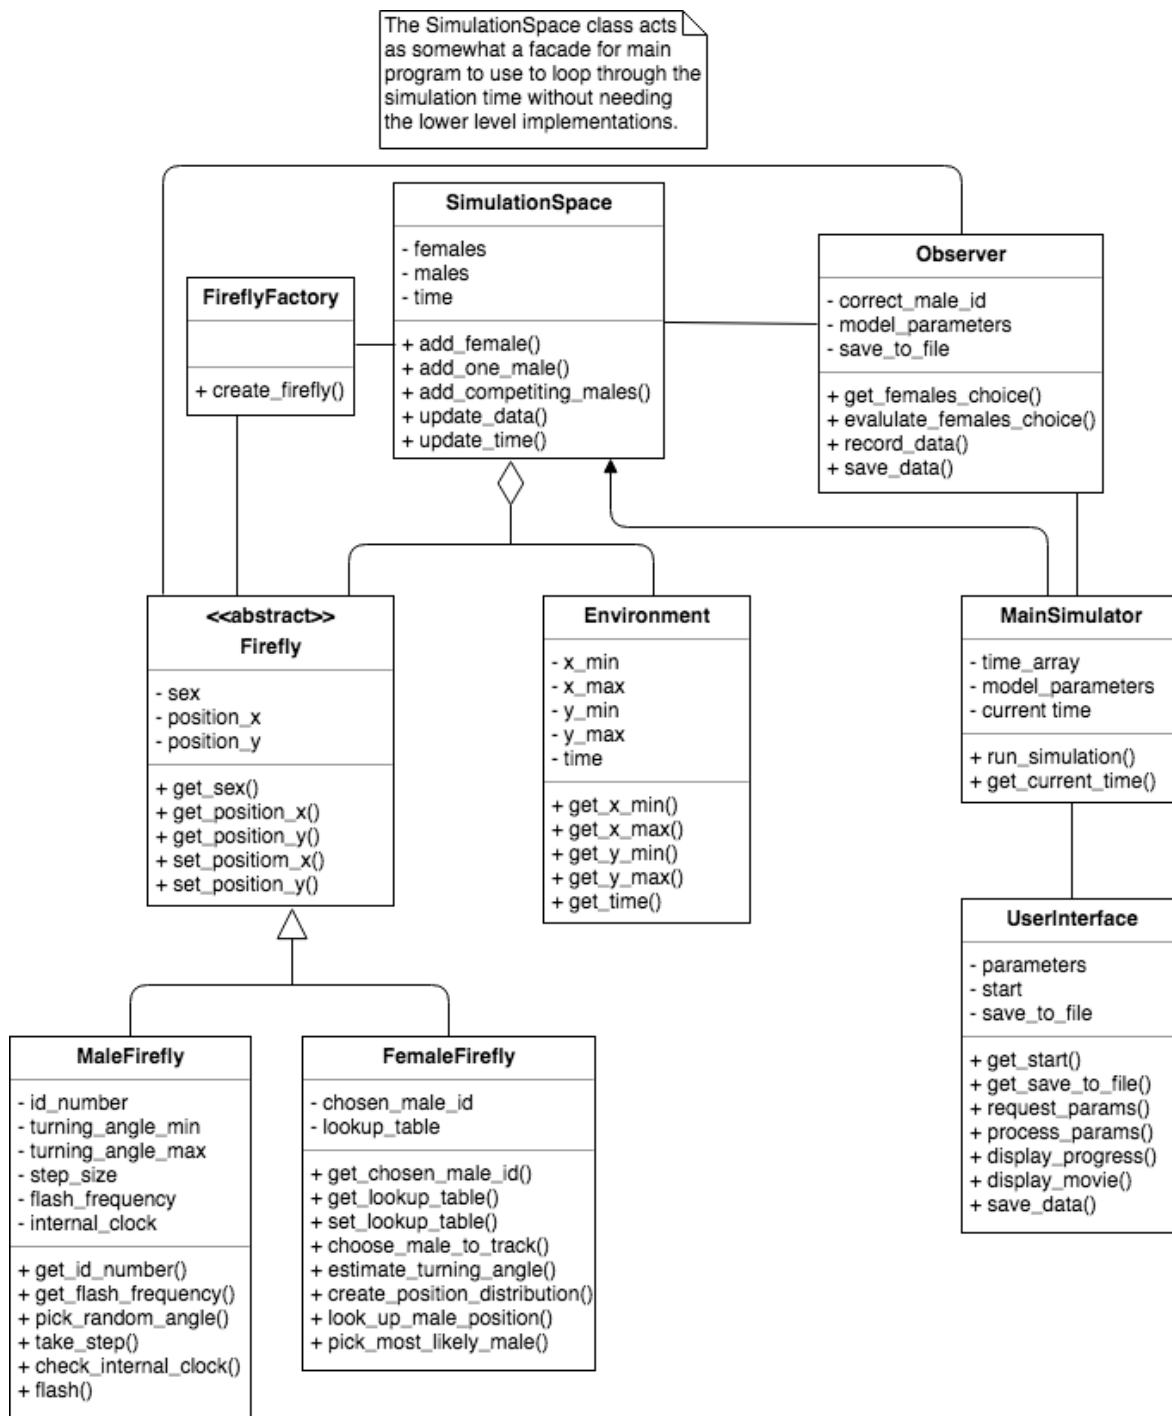 The SimulationSpace class acts
as somewhat a facade for main
program to use to loop through the
simulation time without needing
the lower level implementations.
SimulationSpace
- females
- males
- time
+ add_female()
+ add_one_male()
+ add_competiting_males()
+ update_data()
+ update_time()
Observer
- correct_male_id
- model_parameters
- save_to_file
+ get_females_choice()
+ evalulate_females_choice()
+ record_data()
+ save_data()
FireflyFactory
+ create_firefly()
<<abstract>>
Firefly
- sex
- position_x
- position_y
+ get_sex()
+ get_position_x()
+ get_position_y()
+ set_positiom_x()
+ set_position_y()
Environment
- x_min
- x_max
- y_min
- y_max
- time
+ get_x_min()
+ get_x_max()
+ get_y_min()
+ get_y_max()
+ get_time()
MainSimulator
- time_array
- model_parameters
- current time
+ run_simulation()
+ get_current_time()
UserInterface
- parameters
- start
- save_to_file
+ get_start()
+ get_save_to_file()
+ request_params()
+ process_params()
+ display_progress()
+ display_movie()
+ save_data()
MaleFirefly
- id_number
- turning_angle_min
- turning_angle_max
- step_size
- flash_frequency
- internal_clock
+ get_id_number()
+ get_flash_frequency()
+ pick_random_angle()
+ take_step()
+ check_internal_clock()
+ flash()
FemaleFirefly
- chosen_male_id
- lookup_table
+ get_chosen_male_id()
+ get_lookup_table()
+ set_lookup_table()
+ choose_male_to_track()
+ estimate_turning_angle()
+ create_position_distribution()
+ look_up_male_position()
+ pick_most_likely_male()